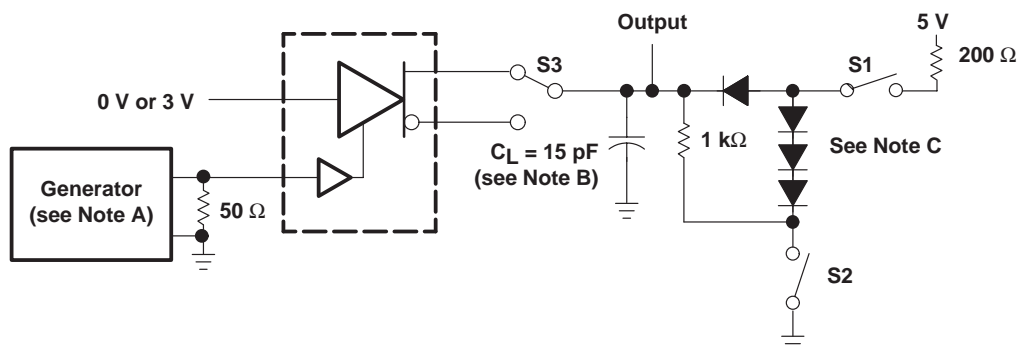 Output
5 V
S1
200 Ω
S3
0 V or 3 V
1 kΩ
See Note C
CL = 15 pF
(see Note B)
Generator
(see Note A)
50 Ω
S2